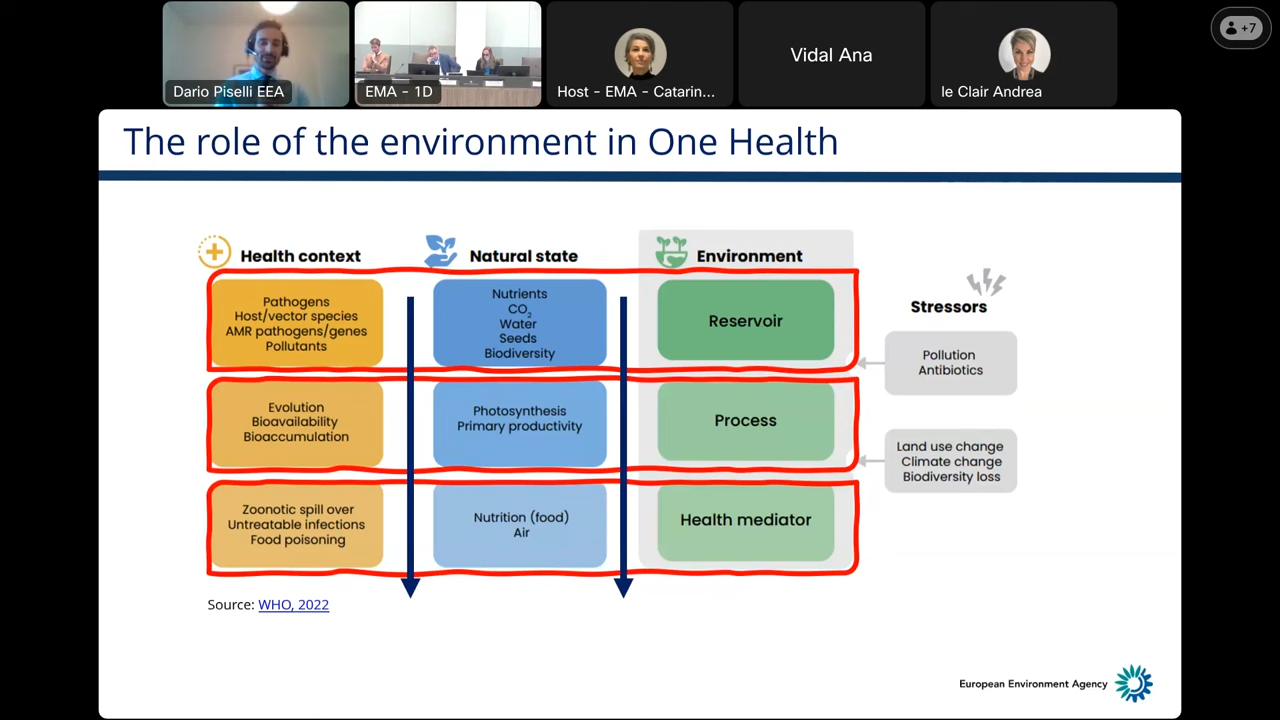 Dario Piselli EEA
EMA - 1D
Host - EMA - Catarin...
Vidal Ana
le Clair Andrea
+7
The role of the environment in One Health
Health context
Natural state
Environment
Stressors
Pathogens
Host/vector species
AMR pathogens/genes
Pollutants
Nutrients
CO₂
Water
Seeds
Biodiversity
Reservoir
Pollution
Antibiotics
Evolution
Bioavailability
Bioaccumulation
Photosynthesis
Primary productivity
Process
Land use change
Climate change
Biodiversity loss
Zoonotic spill over
Untreatable infections
Food poisoning
Nutrition (food)
Air
Health mediator
Source: WHO, 2022
European Environment Agency